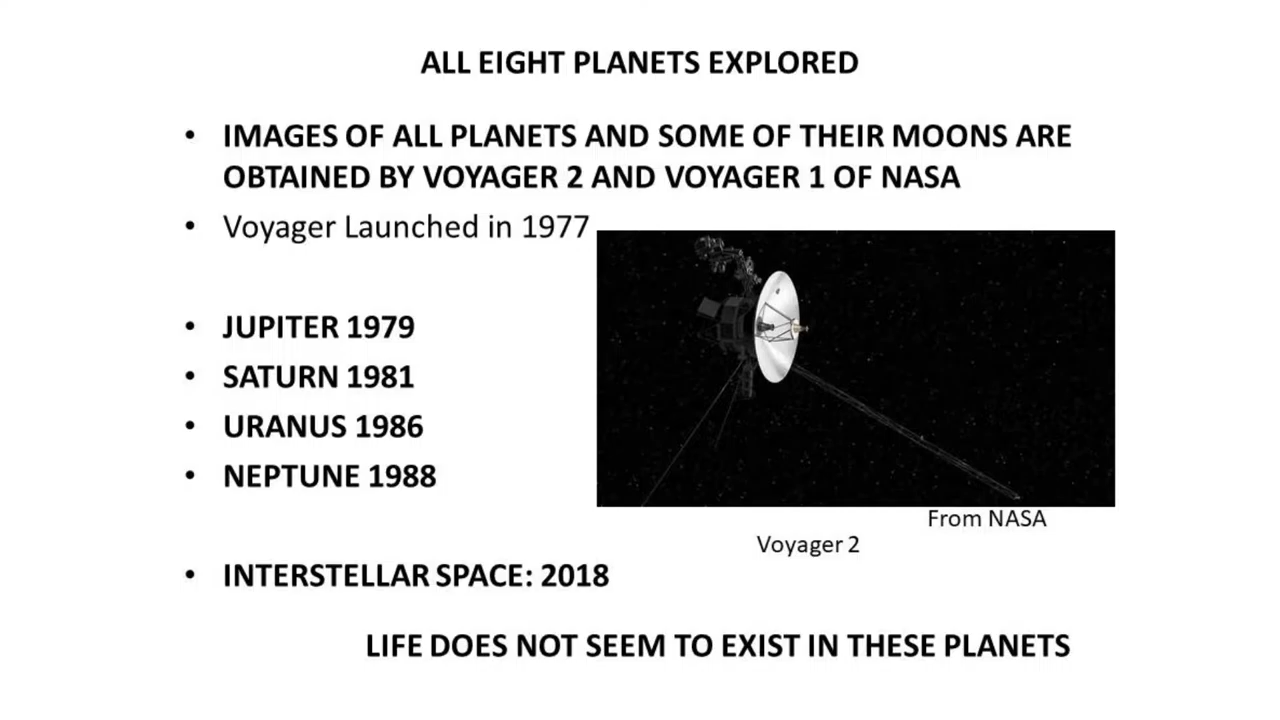 ALL EIGHT PLANETS EXPLORED
• IMAGES OF ALL PLANETS AND SOME OF THEIR MOONS ARE
OBTAINED BY VOYAGER 2 AND VOYAGER 1 OF NASA
• Voyager Launched in 1977
• JUPITER 1979
• SATURN 1981
• URANUS 1986
• NEPTUNE 1988
From NASA
Voyager 2
• INTERSTELLAR SPACE: 2018
LIFE DOES NOT SEEM TO EXIST IN THESE PLANETS